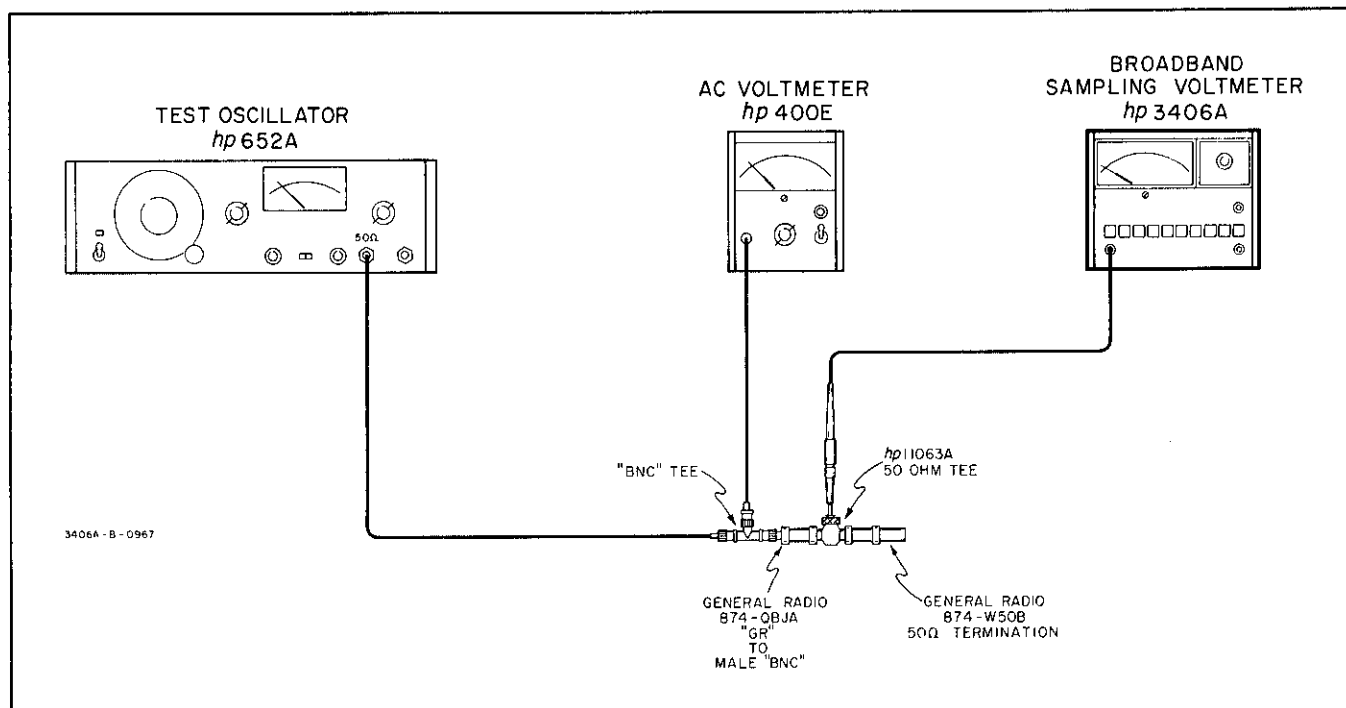 TEST OSCILLATOR
hp 652A
50Ω
AC VOLTMETER
hp 400E
BROADBAND
SAMPLING VOLTMETER
hp 3406A
"BNC" TEE
hp 11063A
50 OHM TEE
3406A-B-0967
GENERAL RADIO
874-QBJA
"GR"
TO
MALE "BNC"
GENERAL RADIO
874-W50B
50Ω TERMINATION